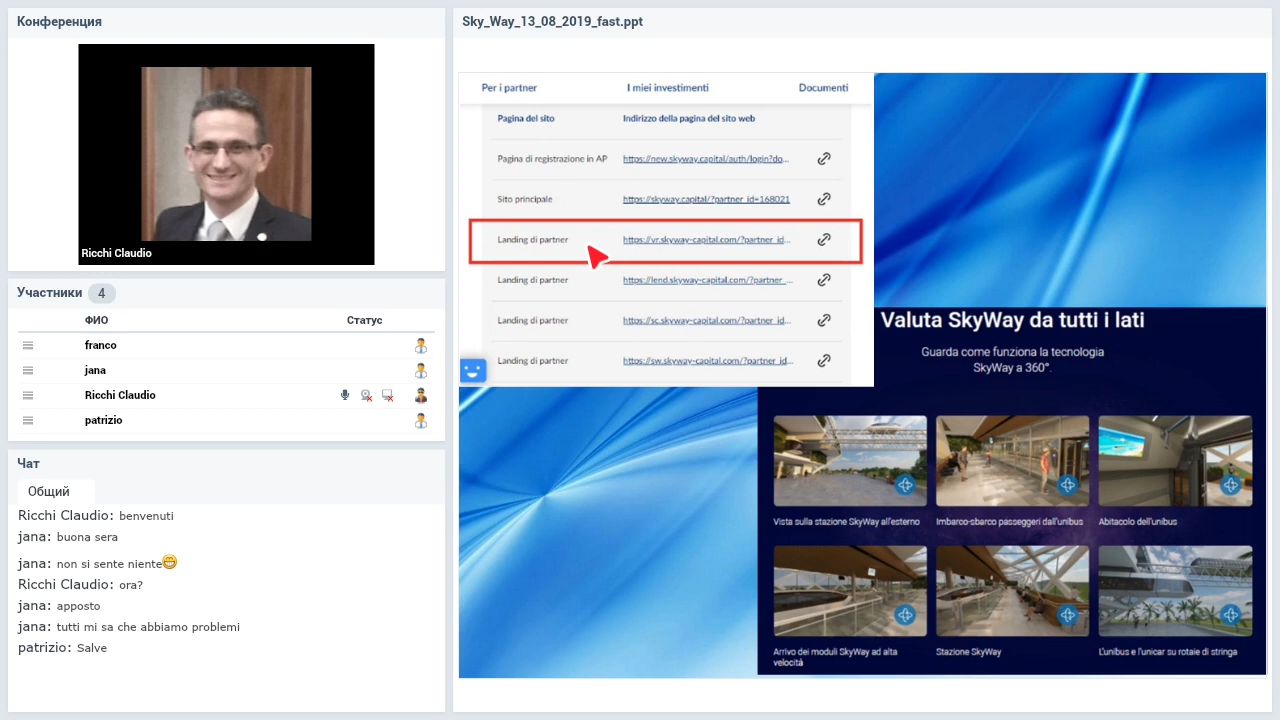 Конференция
Ricchi Claudio
Участники 4
ФИО Статус
franco
jana
Ricchi Claudio
patrizio
Чат
Общий
Ricchi Claudio: benvenuti
jana: buona sera
jana: non si sente niente
Ricchi Claudio: ora?
jana: apposto
jana: tutti mi sa che abbiamo problemi
patrizio: Salve
Sky_Way_13_08_2019_fast.ppt
Per i partner I miei investimenti Documenti
Pagina del sito Indirizzo della pagina del sito web
Pagina di registrazione in AP https://new.skyway.capital/auth/login?do...
Sito principale https://skyway.capital/?partner_id=168021
Landing di partner https://vr.skyway-capital.com/?partner_id...
Landing di partner https://lend.skyway-capital.com/?partner_...
Landing di partner https://sc.skyway-capital.com/?partner_id...
Landing di partner https://sw.skyway-capital.com/?partner_id...
Valuta SkyWay da tutti i lati
Guarda come funziona la tecnologia
SkyWay a 360°.
Vista sulla stazione SkyWay all'esterno
Imbarco-sbarco passeggeri dall'unibus
Abitacolo dell'unibus
Arrivo dei moduli SkyWay ad alta
velocità
Stazione SkyWay
L'unibus e l'unicar su rotaie di stringa